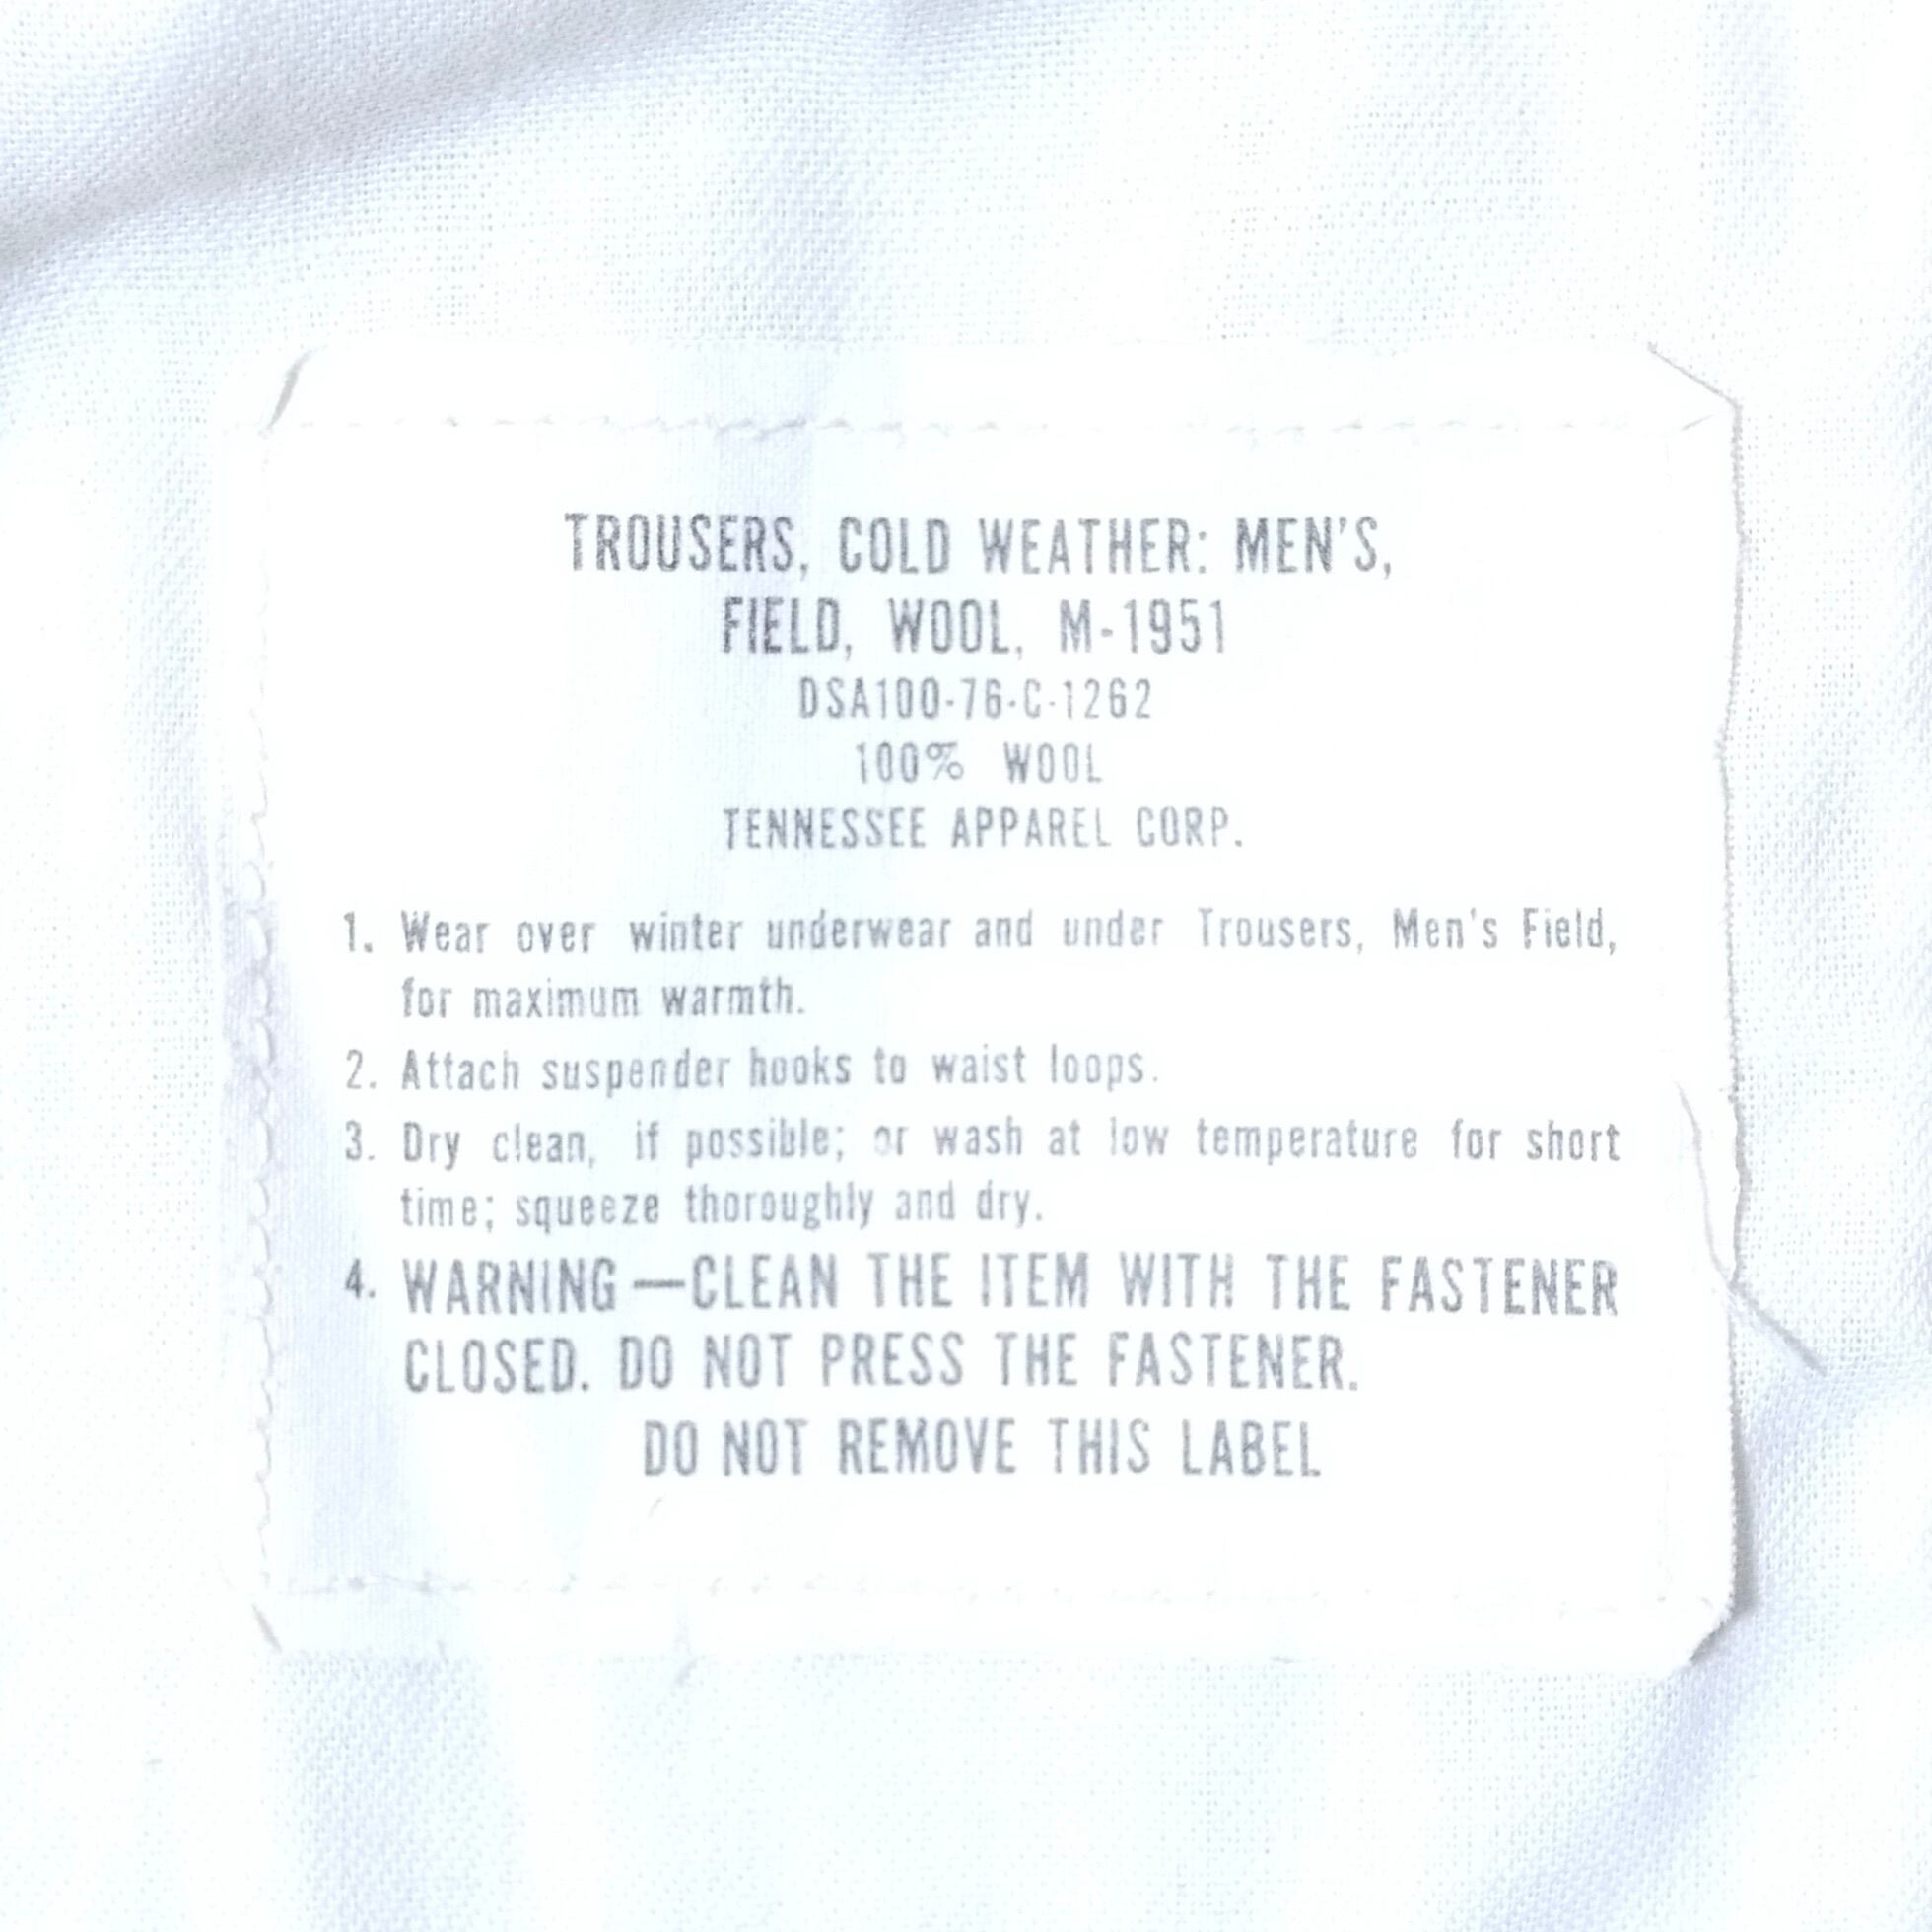 TROUSERS, COLD WEATHER: MEN'S,
FIELD, WOOL, M-1951
DSA100-76-C-1262
100% WOOL
TENNESSEE APPAREL CORP.
1. Wear over winter underwear and under Trousers, Men's Field,
for maximum warmth.
2. Attach suspender hooks to waist loops.
3. Dry clean, if possible; or wash at low temperature for short
time; squeeze thoroughly and dry.
4. WARNING—CLEAN THE ITEM WITH THE FASTENER
CLOSED. DO NOT PRESS THE FASTENER.
DO NOT REMOVE THIS LABEL